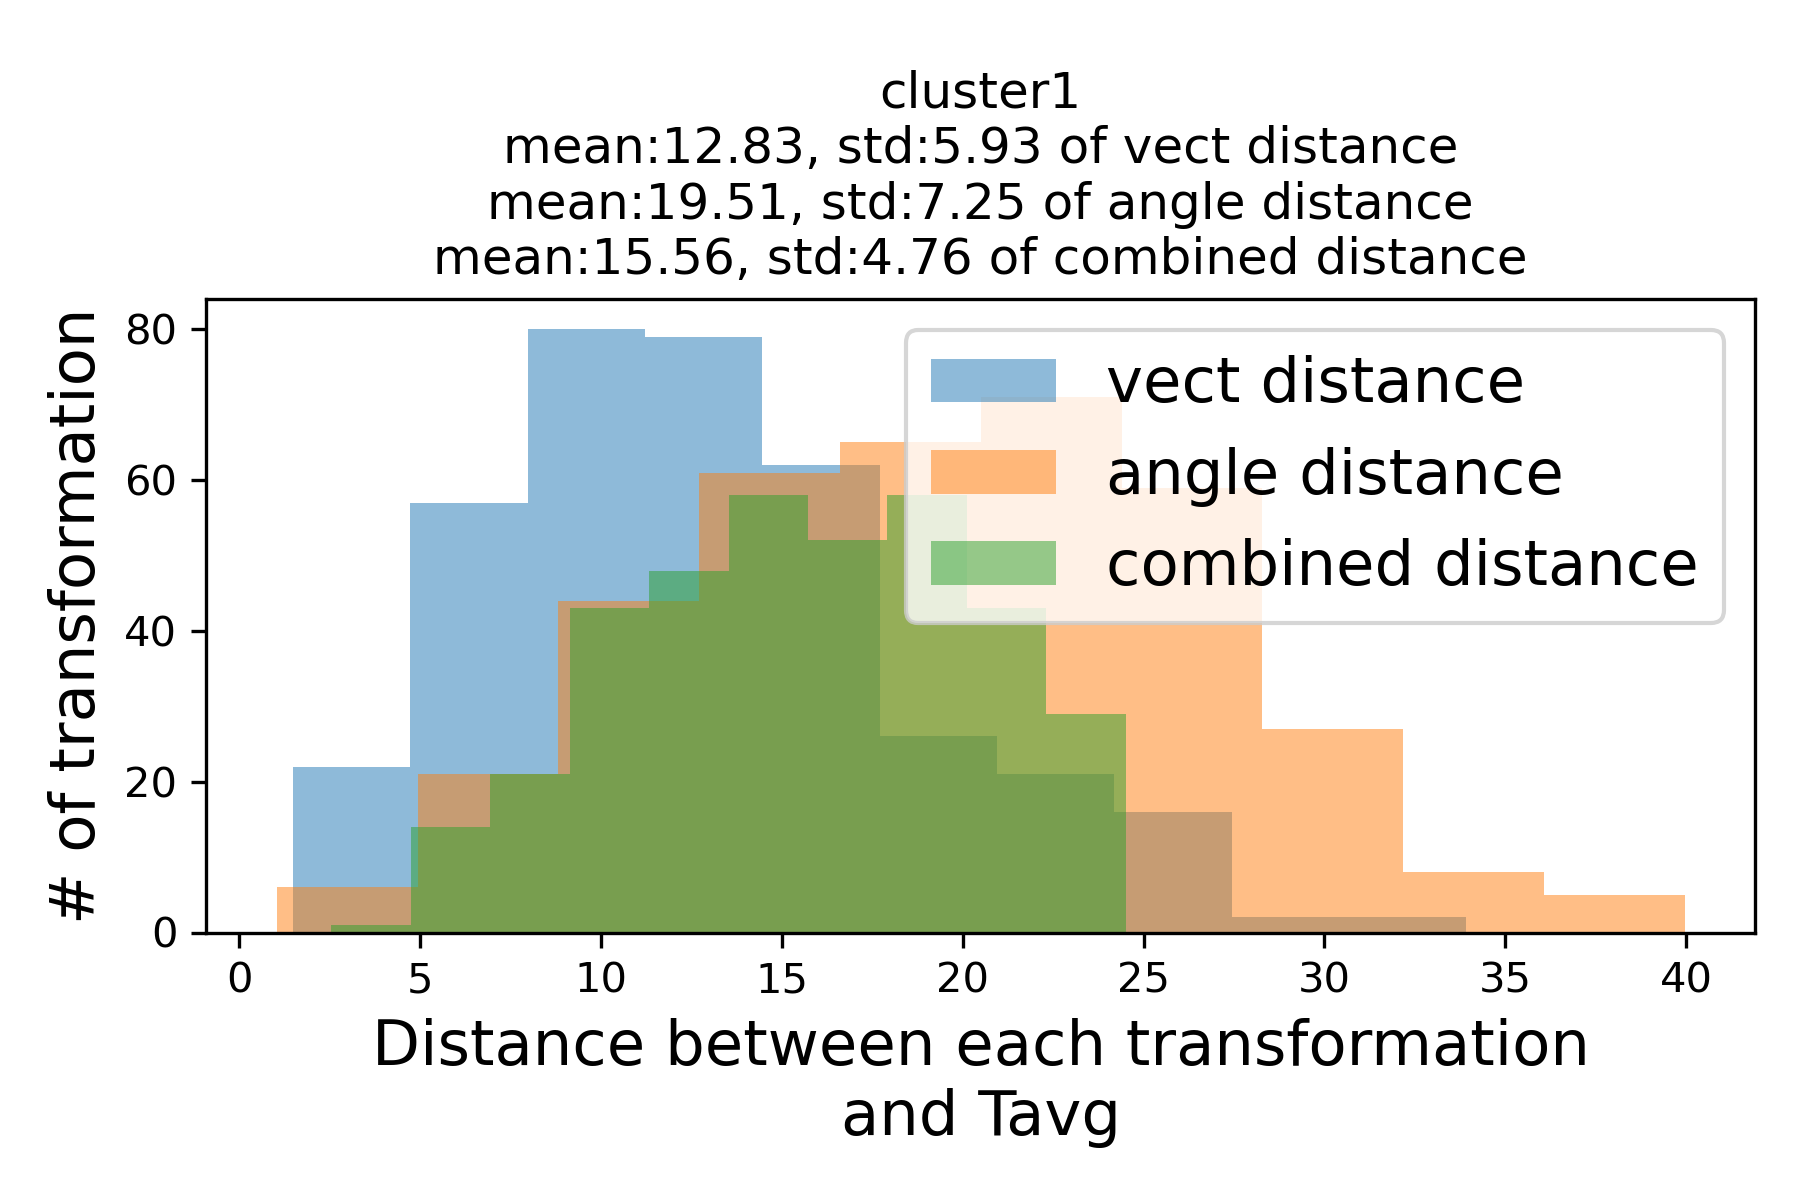 cluster1
mean:12.83, std:5.93 of vect distance
mean:19.51, std:7.25 of angle distance
mean:15.56, std:4.76 of combined distance
# of transformation
80
60
40
20
0
vect distance
angle distance
combined distance
0 5 10 15 20 25 30 35 40
Distance between each transformation
and Tavg